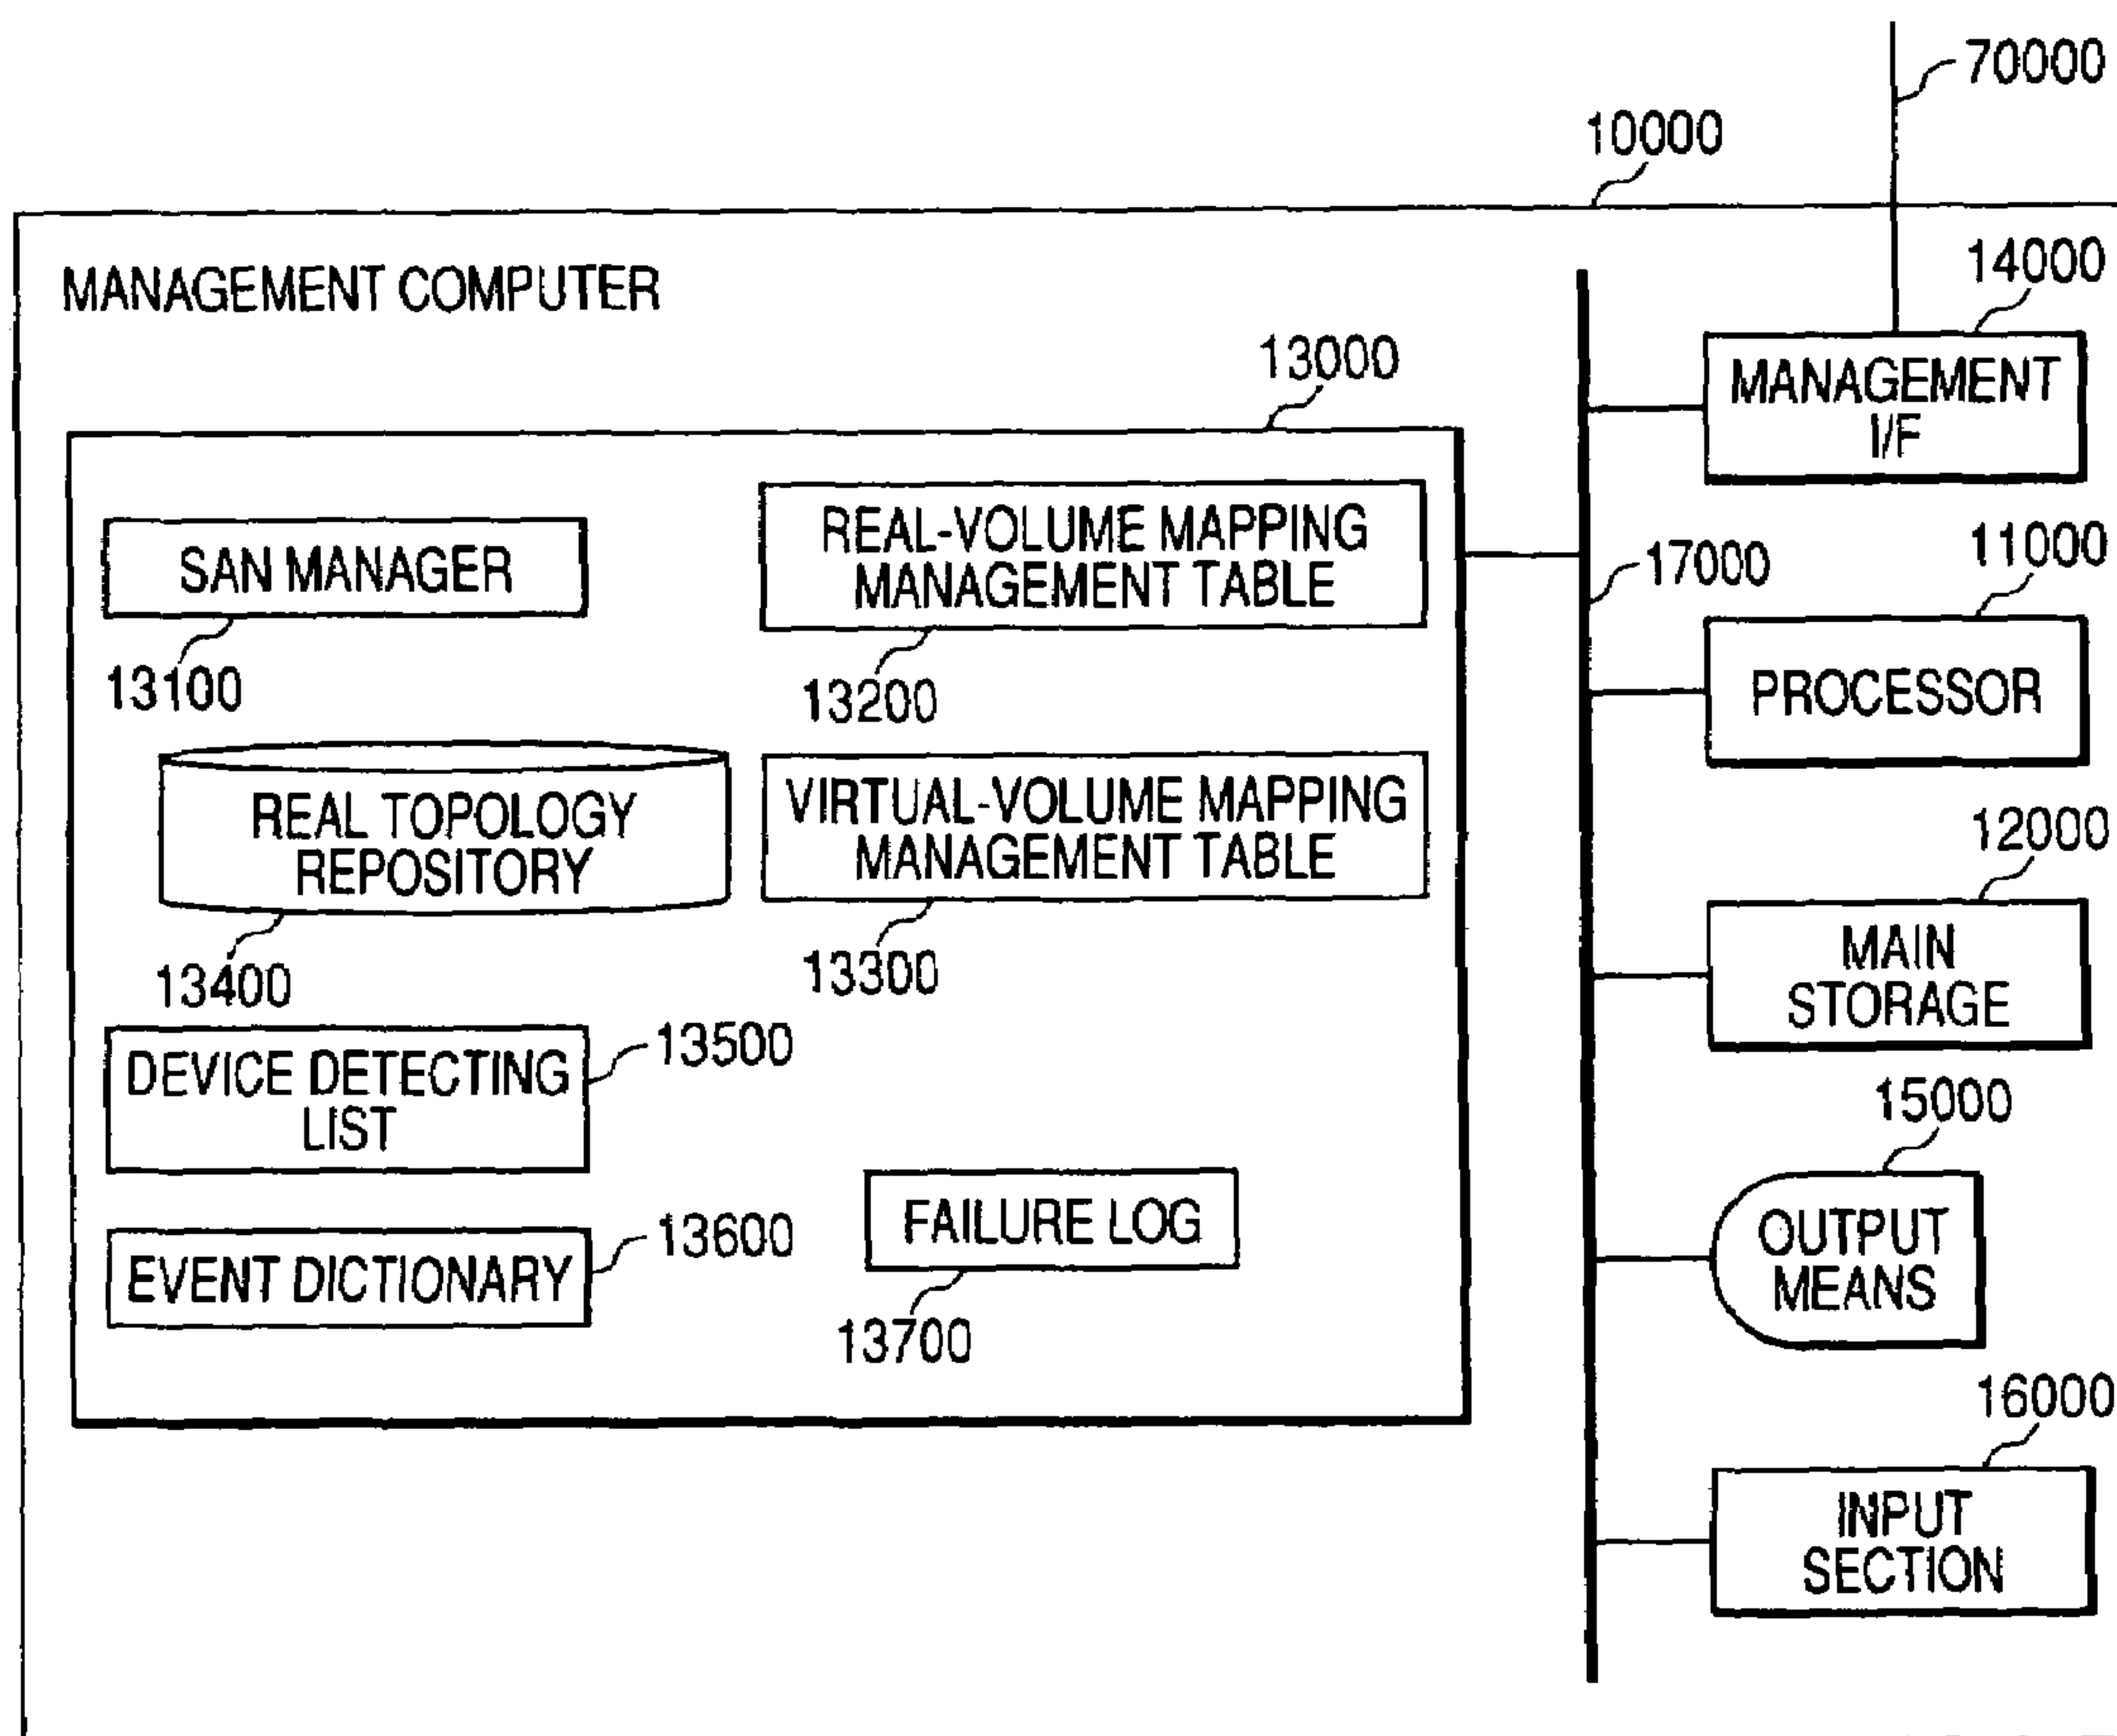 70000
10000
MANAGEMENT COMPUTER
14000
MANAGEMENT
I/F
13000
SAN MANAGER
13100
REAL-VOLUME MAPPING
MANAGEMENT TABLE
13200
17000
11000
PROCESSOR
REAL TOPOLOGY
REPOSITORY
13400
VIRTUAL-VOLUME MAPPING
MANAGEMENT TABLE
13300
12000
MAIN
STORAGE
DEVICE DETECTING
LIST
13500
15000
OUTPUT
MEANS
EVENT DICTIONARY
13600
FAILURE LOG
13700
16000
INPUT
SECTION